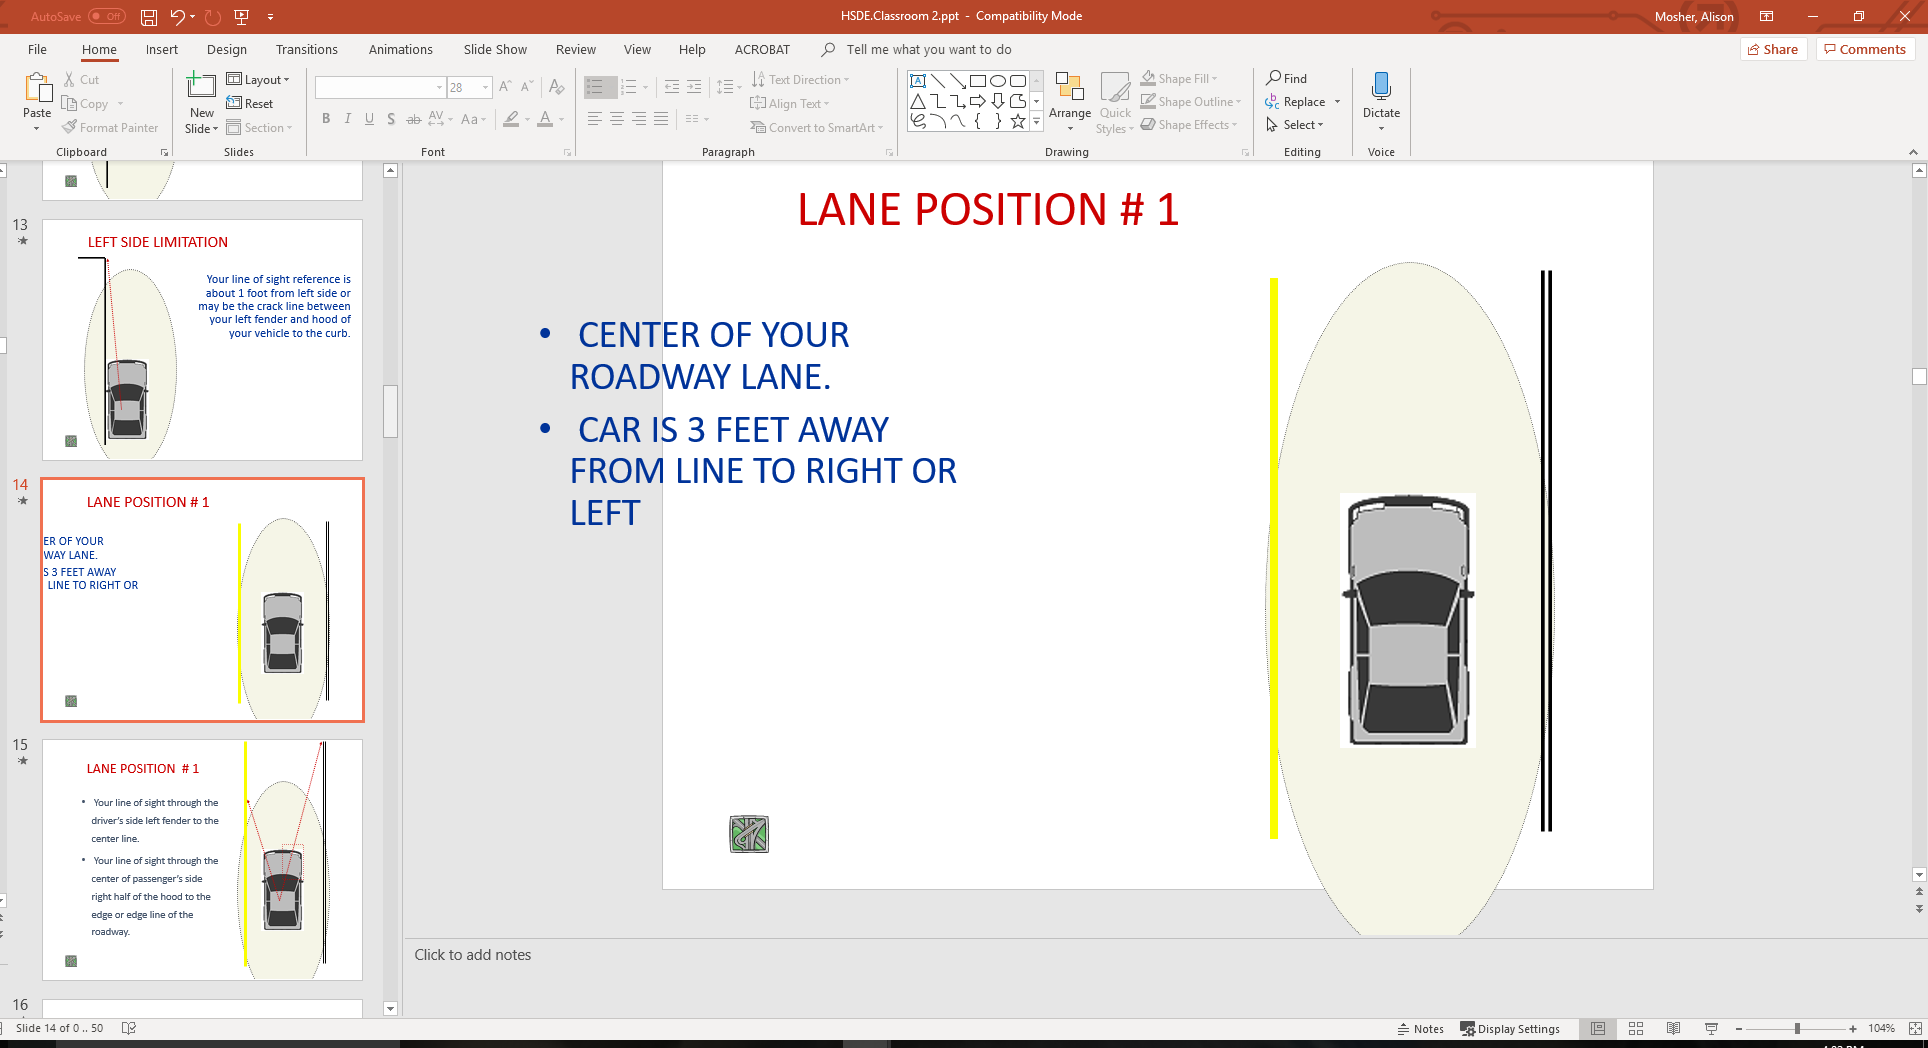 AutoSave Off
HSDE.Classroom 2.ppt - Compatibility Mode
Mosher, Alison
File Home Insert Design Transitions Animations Slide Show Review View Help ACROBAT Tell me what you want to do
Share Comments
Paste
Cut
Copy
Format Painter
Clipboard
New
Slide
Layout
Reset
Section
Slides
28
Font
Text Direction
Align Text
Convert to SmartArt
Paragraph
Arrange
Quick
Styles
Shape Fill
Shape Outline
Shape Effects
Drawing
Find
Replace
Select
Editing
Dictate
Voice
13
LEFT SIDE LIMITATION
Your line of sight reference is
about 1 foot from left side or
may be the crack line between
your left fender and hood of
your vehicle to the curb.
14
LANE POSITION # 1
ER OF YOUR
WAY LANE.
S 3 FEET AWAY
LINE TO RIGHT OR
15
LANE POSITION # 1
• Your line of sight through the
driver's side left fender to the
center line.
• Your line of sight through the
center of passenger's side
right half of the hood to the
edge or edge line of the
roadway.
16
LANE POSITION # 1
• CENTER OF YOUR
ROADWAY LANE.
• CAR IS 3 FEET AWAY
FROM LINE TO RIGHT OR
LEFT
Click to add notes
Slide 14 of 0 .. 50
Notes Display Settings
104%